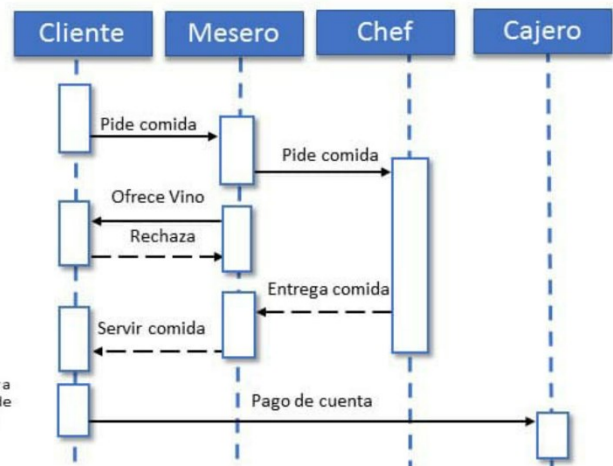 Cliente
Mesero
Chef
Cajero
Pide comida
Pide comida
Ofrece Vino
Rechaza
Entrega comida
Servir comida
Pago de cuenta